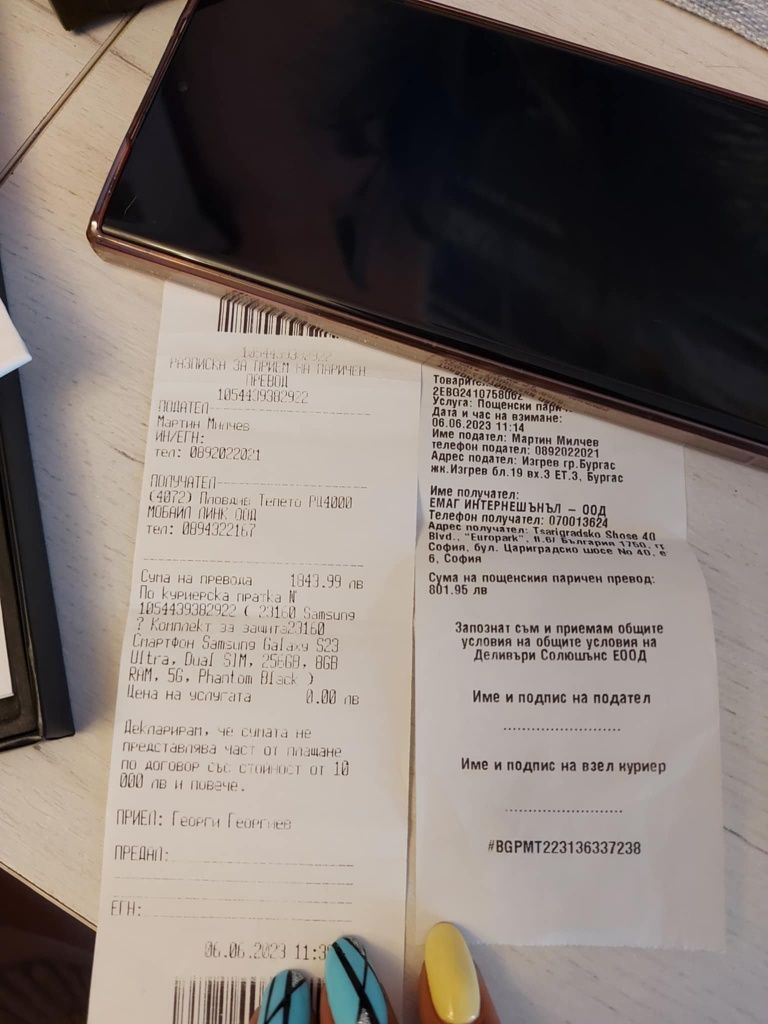 1054439382922
РАЗПИСКА ЗА ПРИЕМ НА ПАРИЧЕН
ПРЕВОД
1054439382922
ПОДАТЕЛ
Мартин Милчев
ИН/ЕГН:
тел: 0892022021
ПОЛУЧАТЕЛ
(4072) Пловдив Тепето РЦ4000
МОБАЙЛ ЛИНК ООД
тел: 0894322167
Сума на превода 1843.99 лв
По куриерска пратка №
1054439382922 ( 23160 Samsung
? Комплект за защита23160
Смартфон Samsung Galaxy S23
Ultra, Dual SIM, 256GB, 8GB
RAM, 5G, Phantom Black )
Цена на услугата 0.00 лв
Декларирам, че сумата не
представлява част от плащане
по договор със стойност от 10
000 лв и повече.
ПРИЕЛ: Георги Георгиев
ПРЕДАЛ:
ЕГН:
06.06.2023 11:3
Товарите
2EBG2410758062
Услуга: Пощенски пари
Дата и час на взимане:
06.06.2023 11:14
Име подател: Мартин Милчев
телефон подател: 0892022021
Адрес подател: Изгрев гр.Бургас
жк.Изгрев бл.19 вх.3 ЕТ.3, Бургас
Име получател:
ЕМАГ ИНТЕРНЕШЪНЪЛ - ООД
Телефон получател: 070013624
Адрес получател: Tsarigradsko Shose 40
Blvd., "Europark", fl.6/ България 1750, гр
София, бул. Цариградско шосе No 40, е
6, София
Сума на пощенския паричен превод:
801.95 лв
Запознат съм и приемам общите
условия на общите условия на
Деливъри Солюшънс ЕООД
Име и подпис на подател
Име и подпис на взел куриер
#BGPMT223136337238